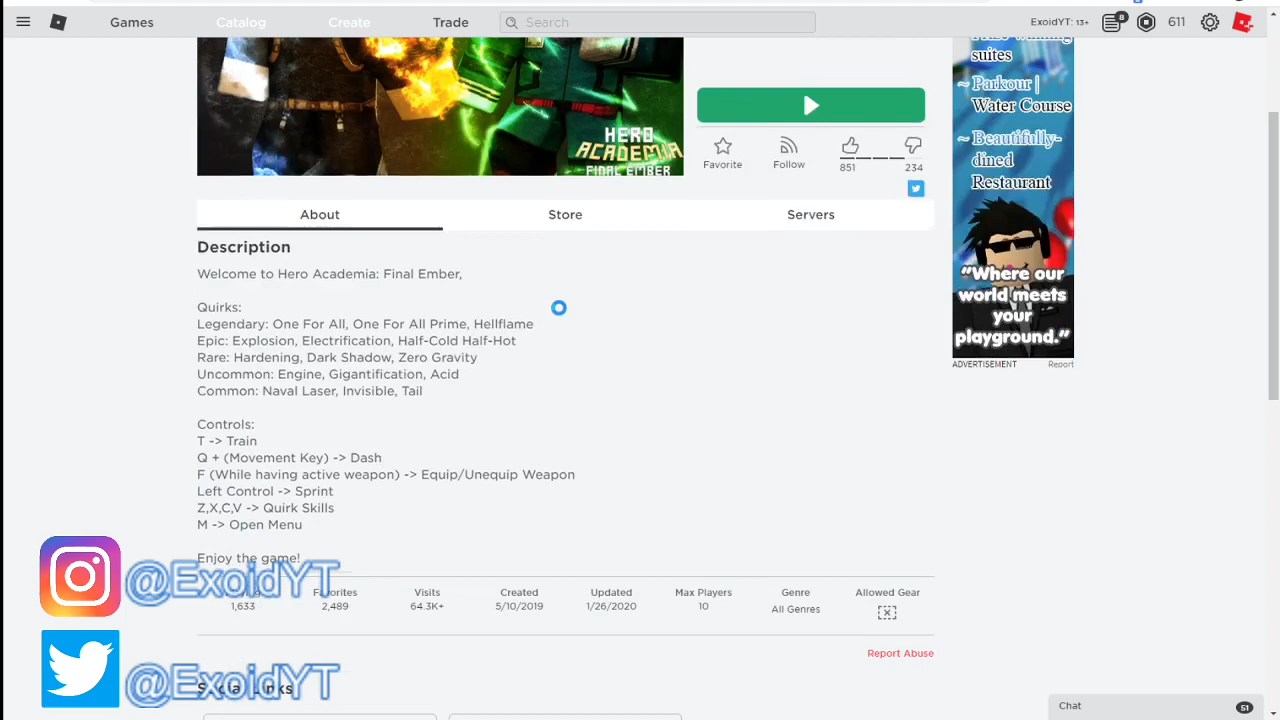 Games
Catalog
Create
Trade
Search
ExoidYT: 13+
8
611
suites
~ Parkour |
Water Course
~ Beautifully-
dined
Restaurant
"Where our
world meets
your
playground."
ADVERTISEMENT
Report
HERO
ACADEMIA
FINAL EMBER
Favorite
Follow
851
234
About
Store
Servers
Description
Welcome to Hero Academia: Final Ember,
Quirks:
Legendary: One For All, One For All Prime, Hellflame
Epic: Explosion, Electrification, Half-Cold Half-Hot
Rare: Hardening, Dark Shadow, Zero Gravity
Uncommon: Engine, Gigantification, Acid
Common: Naval Laser, Invisible, Tail
Controls:
T -> Train
Q + (Movement Key) -> Dash
F (While having active weapon) -> Equip/Unequip Weapon
Left Control -> Sprint
Z,X,C,V -> Quirk Skills
M -> Open Menu
Enjoy the game!
@ExoidYT
1,633
Favorites
2,489
Visits
64.3K+
Created
5/10/2019
Updated
1/26/2020
Max Players
10
Genre
All Genres
Allowed Gear
Report Abuse
@ExoidYT
Chat
51